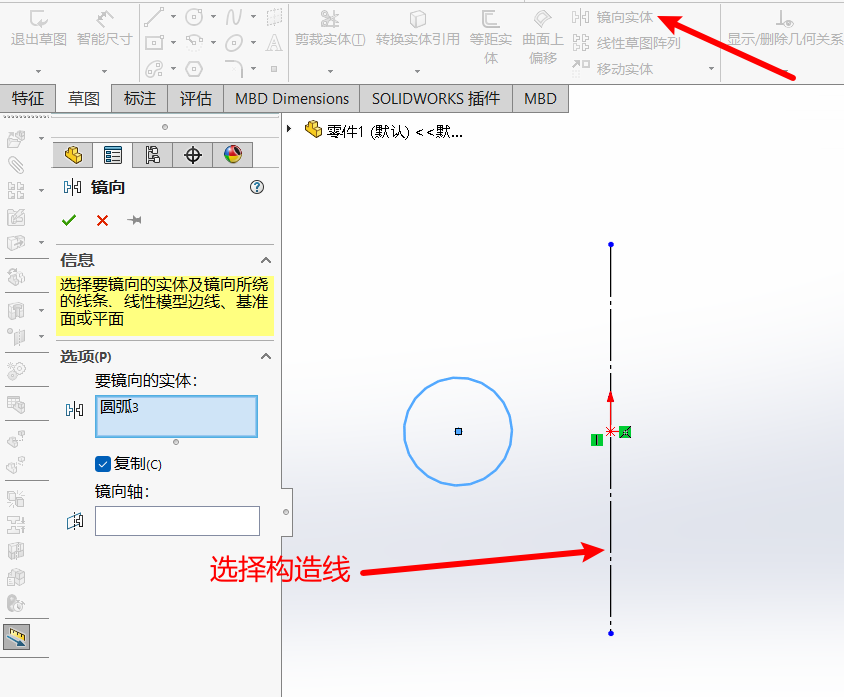 退出草图
智能尺寸
剪裁实体(I)
转换实体引用
等距实
体
曲面上
偏移
镜向实体
线性草图阵列
移动实体
显示/删除几何关系
特征
草图
标注
评估
MBD Dimensions
SOLIDWORKS 插件
MBD
零件1 (默认) <<默...
镜向
信息
选择要镜向的实体及镜向所绕
的线条、线性模型边线、基准
面或平面
选项(P)
要镜向的实体:
圆弧3
复制(C)
镜向轴:
选择构造线